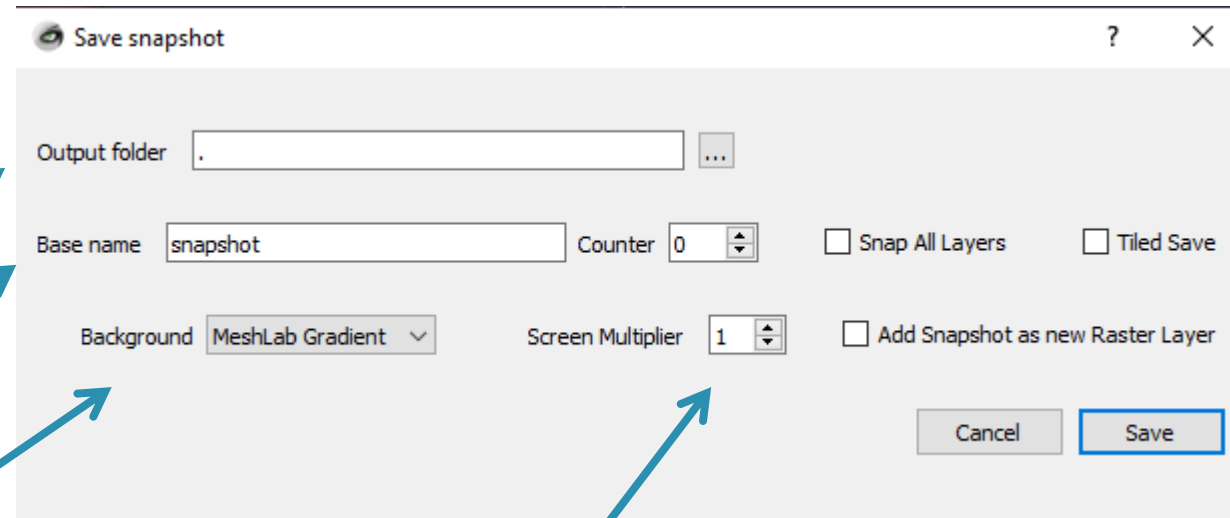 Save snapshot ?
Output folder . ...
Base name snapshot Counter 0 Snap All Layers Tiled Save
Background MeshLab Gradient Screen Multiplier 1 Add Snapshot as new Raster Layer
Cancel Save